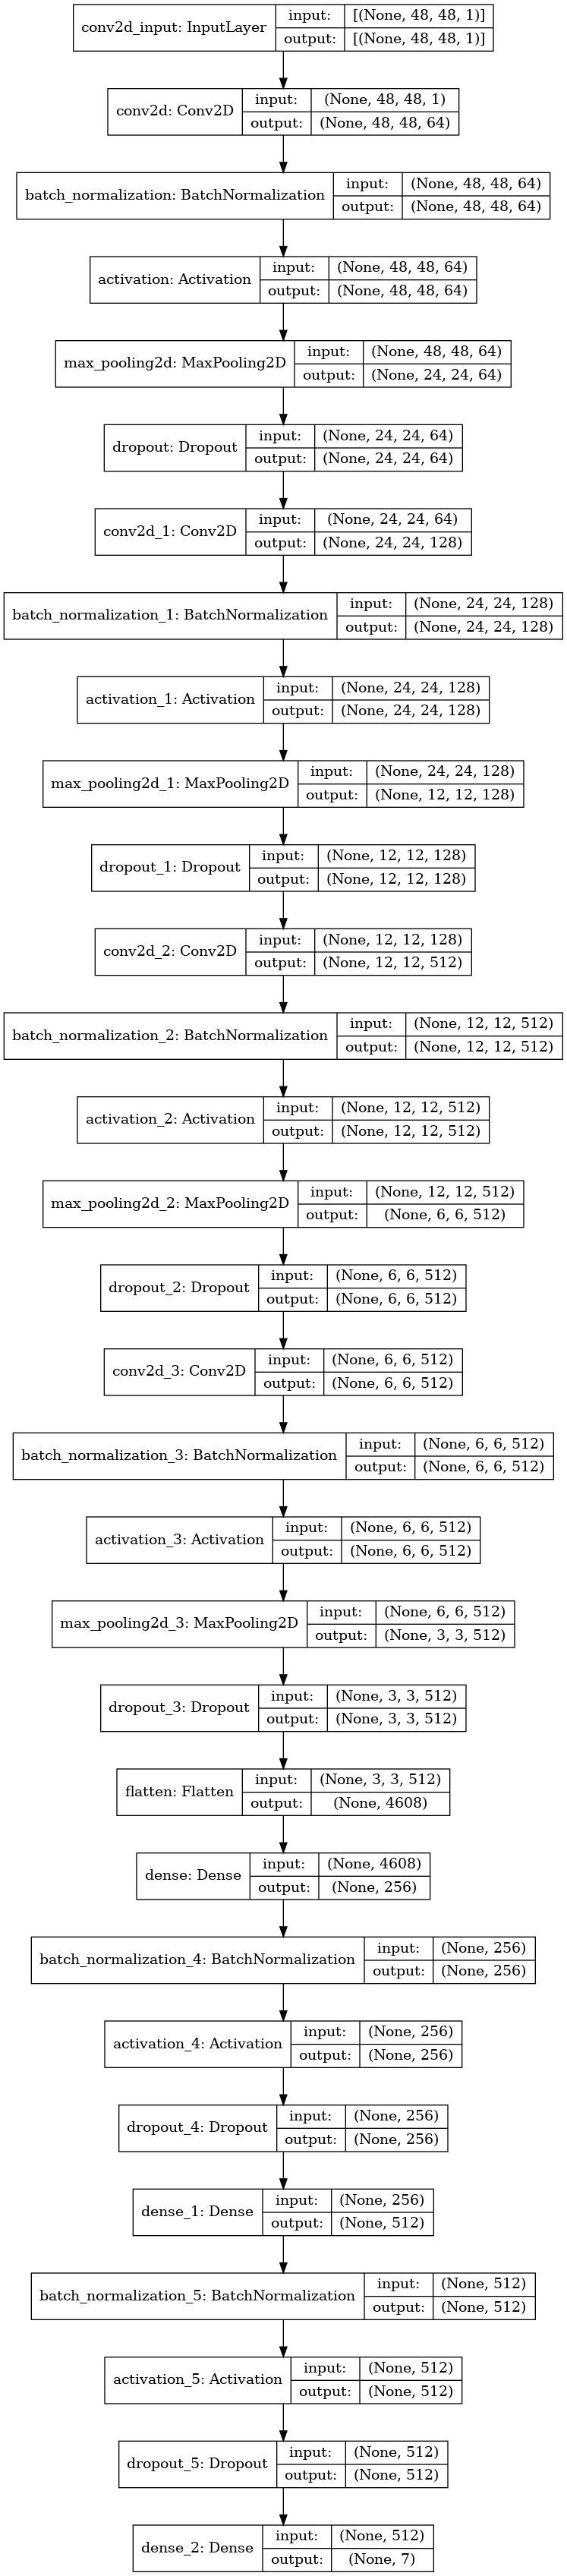 conv2d_input: InputLayer
input: [(None, 48, 48, 1)]
output: [(None, 48, 48, 1)]
conv2d: Conv2D
input: (None, 48, 48, 1)
output: (None, 48, 48, 64)
batch_normalization: BatchNormalization
input: (None, 48, 48, 64)
output: (None, 48, 48, 64)
activation: Activation
input: (None, 48, 48, 64)
output: (None, 48, 48, 64)
max_pooling2d: MaxPooling2D
input: (None, 48, 48, 64)
output: (None, 24, 24, 64)
dropout: Dropout
input: (None, 24, 24, 64)
output: (None, 24, 24, 64)
conv2d_1: Conv2D
input: (None, 24, 24, 64)
output: (None, 24, 24, 128)
batch_normalization_1: BatchNormalization
input: (None, 24, 24, 128)
output: (None, 24, 24, 128)
activation_1: Activation
input: (None, 24, 24, 128)
output: (None, 24, 24, 128)
max_pooling2d_1: MaxPooling2D
input: (None, 24, 24, 128)
output: (None, 12, 12, 128)
dropout_1: Dropout
input: (None, 12, 12, 128)
output: (None, 12, 12, 128)
conv2d_2: Conv2D
input: (None, 12, 12, 128)
output: (None, 12, 12, 512)
batch_normalization_2: BatchNormalization
input: (None, 12, 12, 512)
output: (None, 12, 12, 512)
activation_2: Activation
input: (None, 12, 12, 512)
output: (None, 12, 12, 512)
max_pooling2d_2: MaxPooling2D
input: (None, 12, 12, 512)
output: (None, 6, 6, 512)
dropout_2: Dropout
input: (None, 6, 6, 512)
output: (None, 6, 6, 512)
conv2d_3: Conv2D
input: (None, 6, 6, 512)
output: (None, 6, 6, 512)
batch_normalization_3: BatchNormalization
input: (None, 6, 6, 512)
output: (None, 6, 6, 512)
activation_3: Activation
input: (None, 6, 6, 512)
output: (None, 6, 6, 512)
max_pooling2d_3: MaxPooling2D
input: (None, 6, 6, 512)
output: (None, 3, 3, 512)
dropout_3: Dropout
input: (None, 3, 3, 512)
output: (None, 3, 3, 512)
flatten: Flatten
input: (None, 3, 3, 512)
output: (None, 4608)
dense: Dense
input: (None, 4608)
output: (None, 256)
batch_normalization_4: BatchNormalization
input: (None, 256)
output: (None, 256)
activation_4: Activation
input: (None, 256)
output: (None, 256)
dropout_4: Dropout
input: (None, 256)
output: (None, 256)
dense_1: Dense
input: (None, 256)
output: (None, 512)
batch_normalization_5: BatchNormalization
input: (None, 512)
output: (None, 512)
activation_5: Activation
input: (None, 512)
output: (None, 512)
dropout_5: Dropout
input: (None, 512)
output: (None, 512)
dense_2: Dense
input: (None, 512)
output: (None, 7)